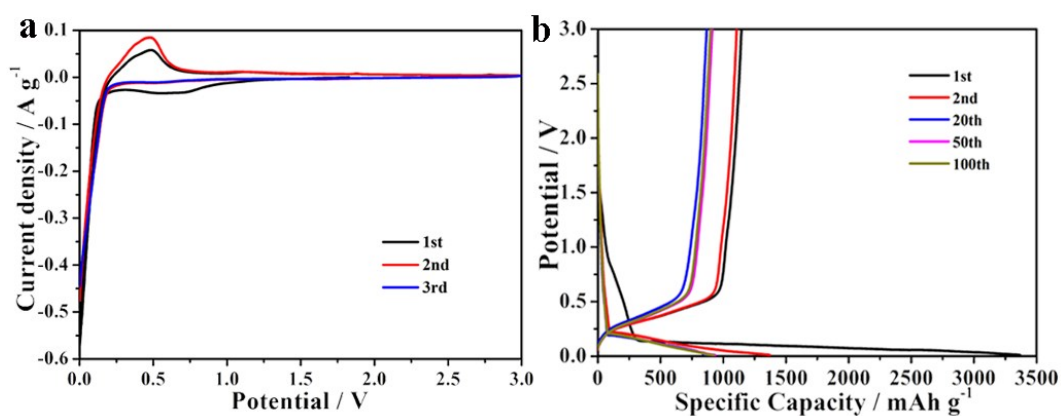 a
0.1
0.0
-0.1
-0.2
-0.3
-0.4
-0.5
-0.6
Current density / A g⁻¹
1st
2nd
3rd
0.0 0.5 1.0 1.5 2.0 2.5 3.0
Potential / V
b
3.0
2.5
2.0
1.5
1.0
0.5
0.0
Potential / V
1st
2nd
20th
50th
100th
0 500 1000 1500 2000 2500 3000 3500
Specific Capacity / mAh g⁻¹